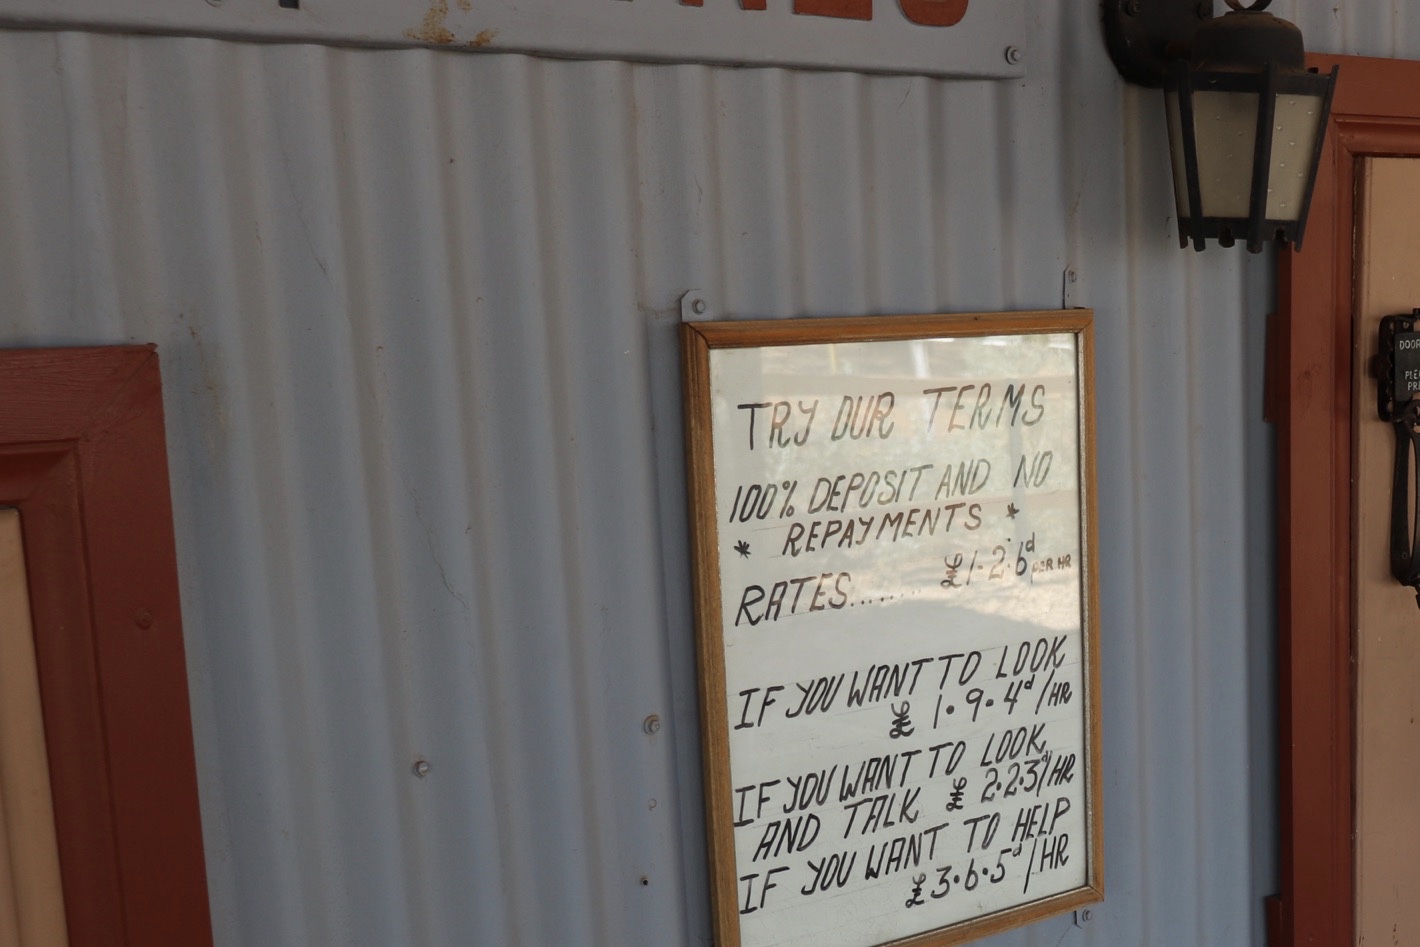 TRY OUR TERMS
100% DEPOSIT AND NO
* REPAYMENTS *
RATES........ £1-2.6d PER HR
IF YOU WANT TO LOOK
£ 1.9.4d/HR
IF YOU WANT TO LOOK
AND TALK £ 2.2.3d/HR
IF YOU WANT TO HELP
£3.6.5d/HR
DOOR